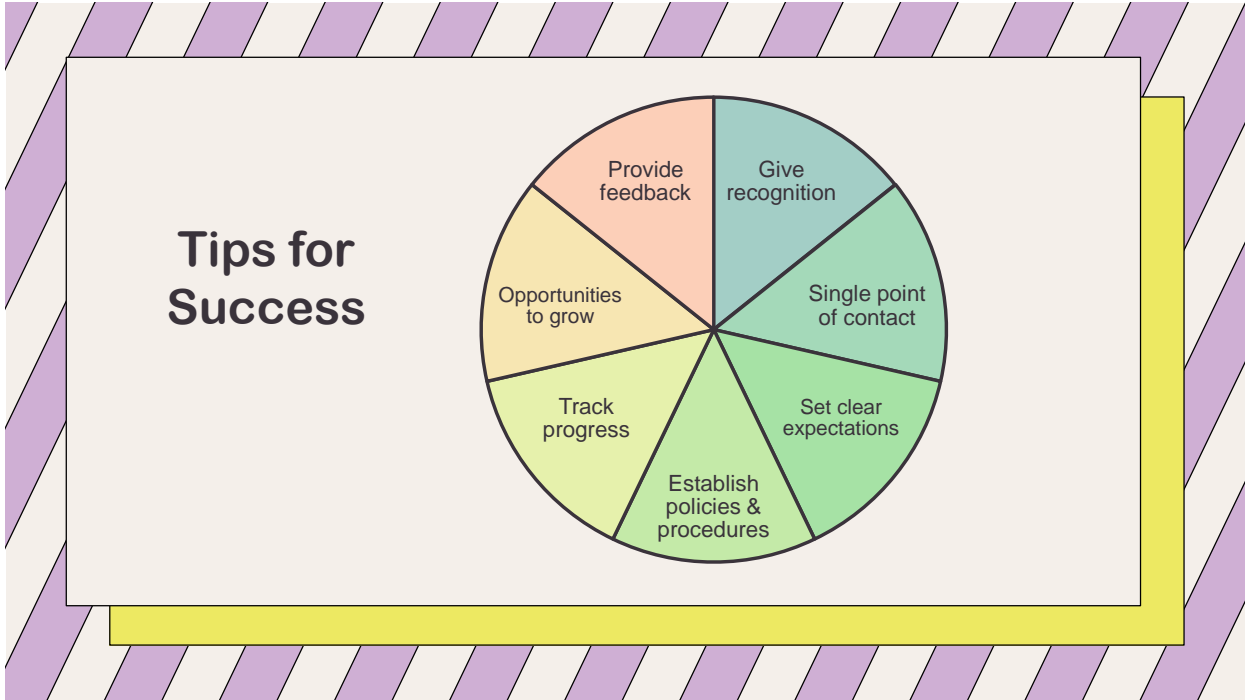 Tips for
Success
Provide
feedback
Give
recognition
Opportunities
to grow
Single point
of contact
Track
progress
Set clear
expectations
Establish
policies &
procedures